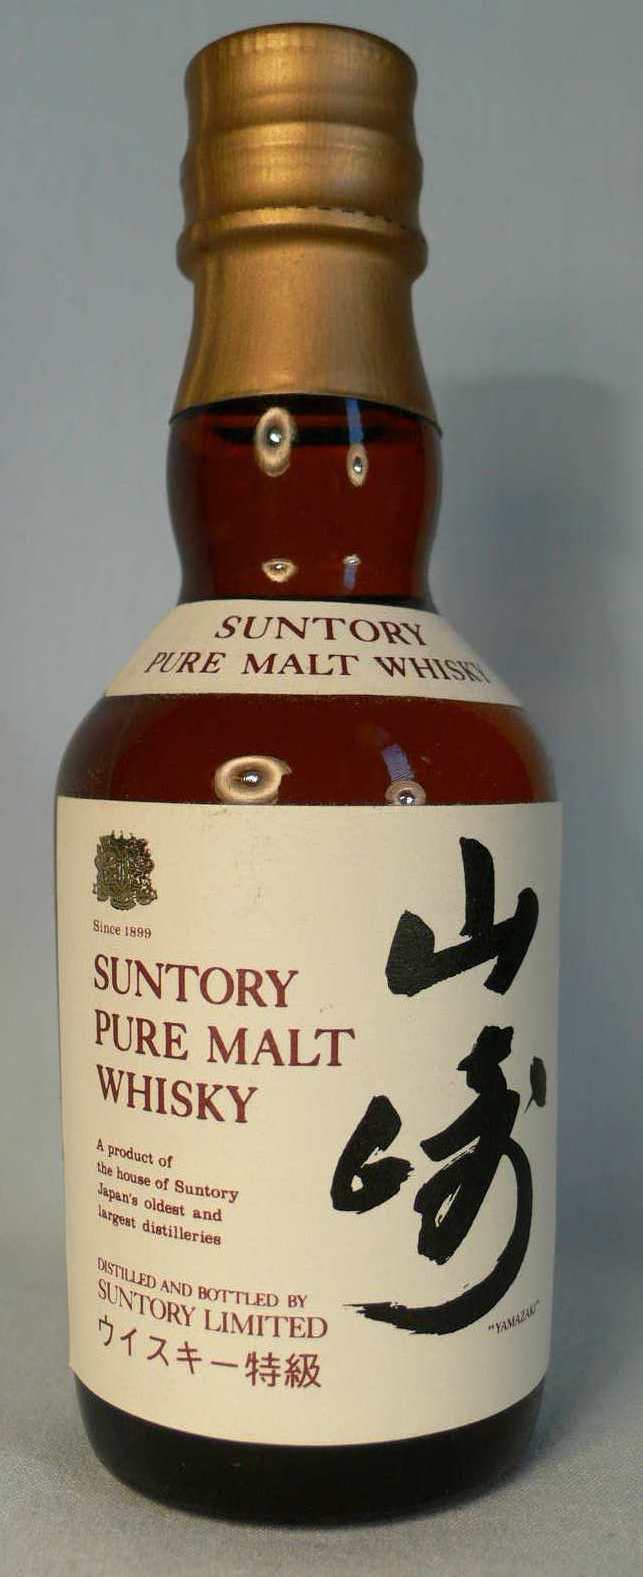 SUNTORY
PURE MALT WHISKY
Since 1899
SUNTORY
PURE MALT
WHISKY
A product of
the house of Suntory
Japan's oldest and
largest distilleries
DISTILLED AND BOTTLED BY
SUNTORY LIMITED
ウイスキー特級
山崎
"YAMAZAKI"